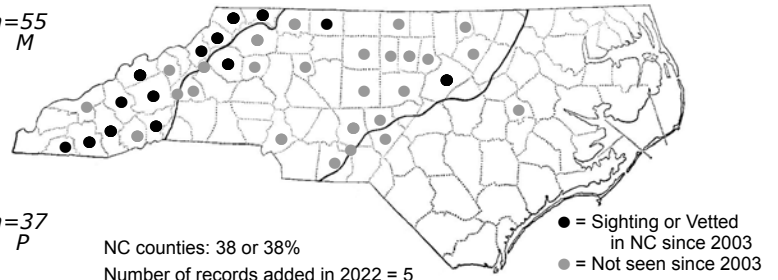 n=55
M
n=37
P
NC counties: 38 or 38%
Number of records added in 2022 = 5
● = Sighting or Vetted
in NC since 2003
● = Not seen since 2003